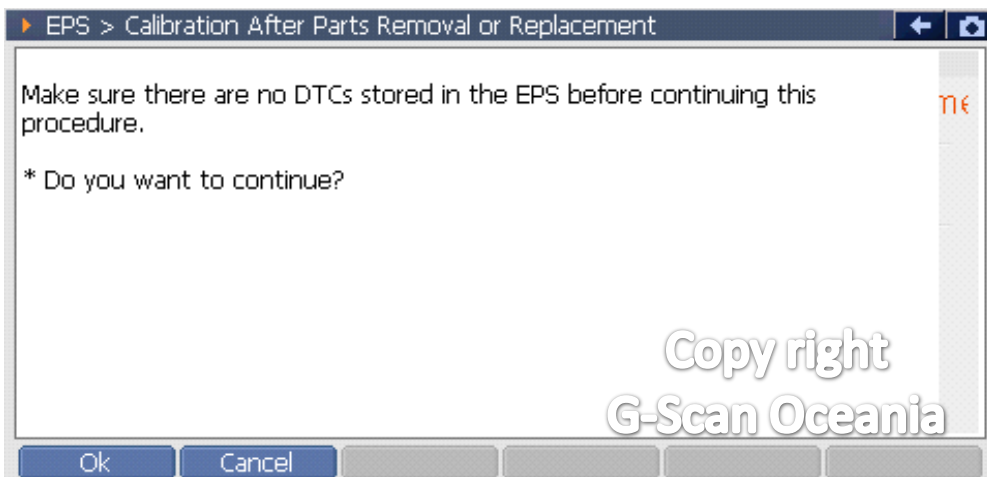 EPS > Calibration After Parts Removal or Replacement
Make sure there are no DTCs stored in the EPS before continuing this
procedure.
* Do you want to continue?
Copy right
G-Scan Oceania
Ok
Cancel